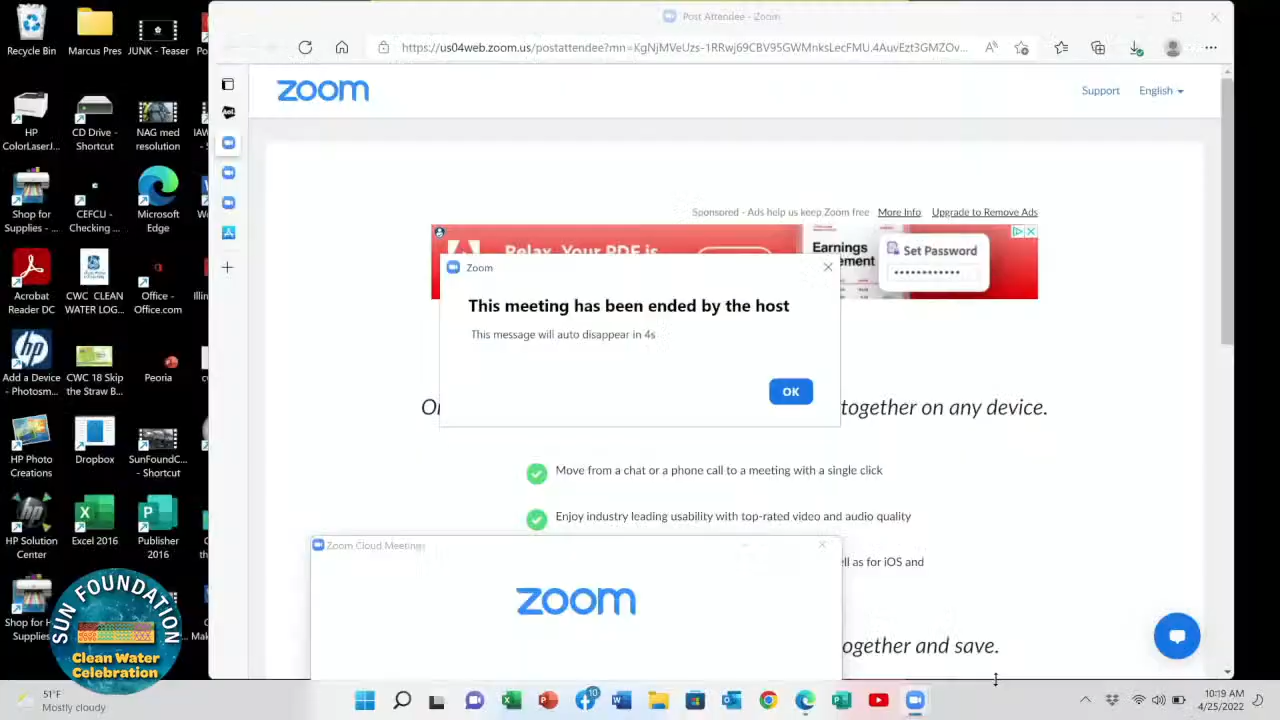 Post Attendee - Zoom
https://us04web.zoom.us/postattendee?mn=KgNjMVeUzs-1RRwj69CBV95GWMnksLecFMU.4AuvEzt3GMZOv...
zoom
Support
English
Sponsored - Ads help us keep Zoom free
More Info
Upgrade to Remove Ads
Relax. Your PDF is
Earnings
Set Password
Zoom
This meeting has been ended by the host
This message will auto disappear in 4s
OK
together on any device.
Move from a chat or a phone call to a meeting with a single click
Enjoy industry leading usability with top-rated video and audio quality
as for iOS and
Zoom Cloud Meetings
zoom
and save.
Recycle Bin
Marcus Pres
JUNK - Teaser
HP
ColorLaserJ...
CD Drive -
Shortcut
NAG med
resolution
Shop for
Supplies - ...
CEFCU -
Checking ...
Microsoft
Edge
Acrobat
Reader DC
CWC CLEAN
WATER LOG...
Office -
Office.com
Add a Device
- Photosm...
CWC 18 Skip
the Straw B...
Peoria
HP Photo
Creations
Dropbox
SunFoundC...
- Shortcut
HP Solution
Center
Excel 2016
Publisher
2016
Shop for H
Supplies
SUN FOUNDATION
Clean Water
Celebration
51°F
Mostly cloudy
10
10:19 AM
4/25/2022